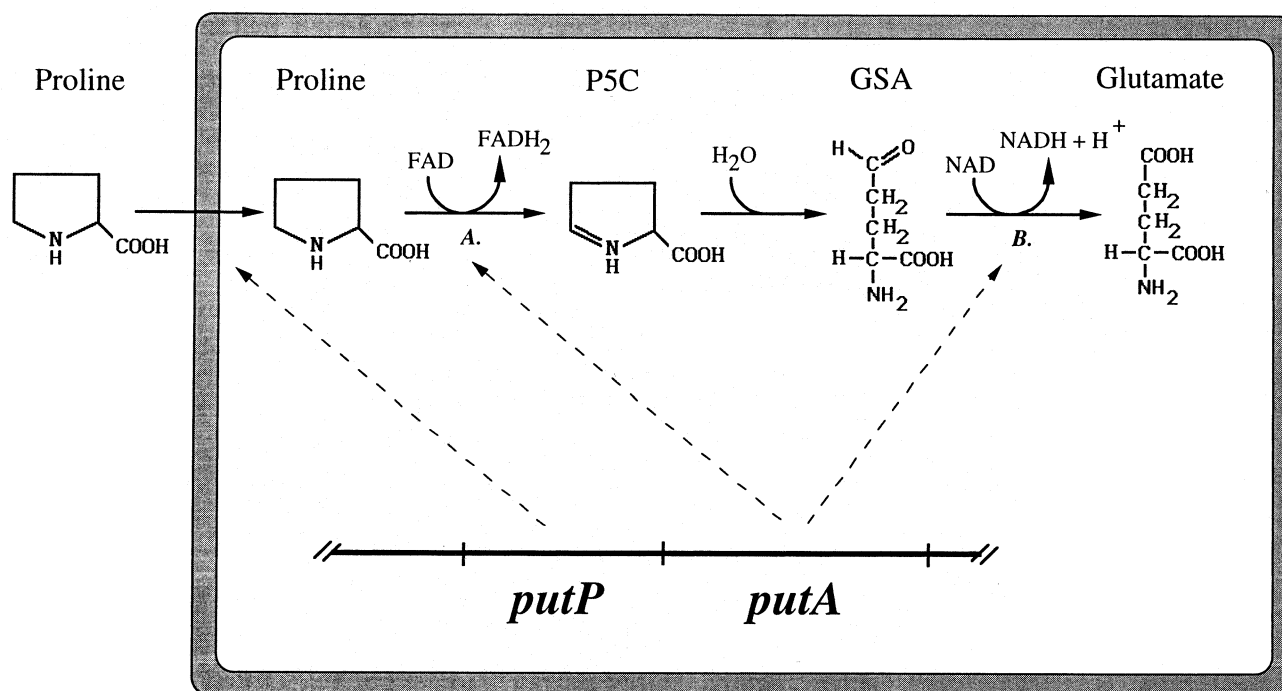 Proline
Proline
P5C
GSA
Glutamate
FAD
FADH2
H2O
NAD
NADH + H+
N
H
COOH
A.
N
H
COOH
N
H
COOH
H
C
O
CH2
CH2
H-C-COOH
NH2
B.
COOH
CH2
CH2
H-C-COOH
NH2
putP
putA